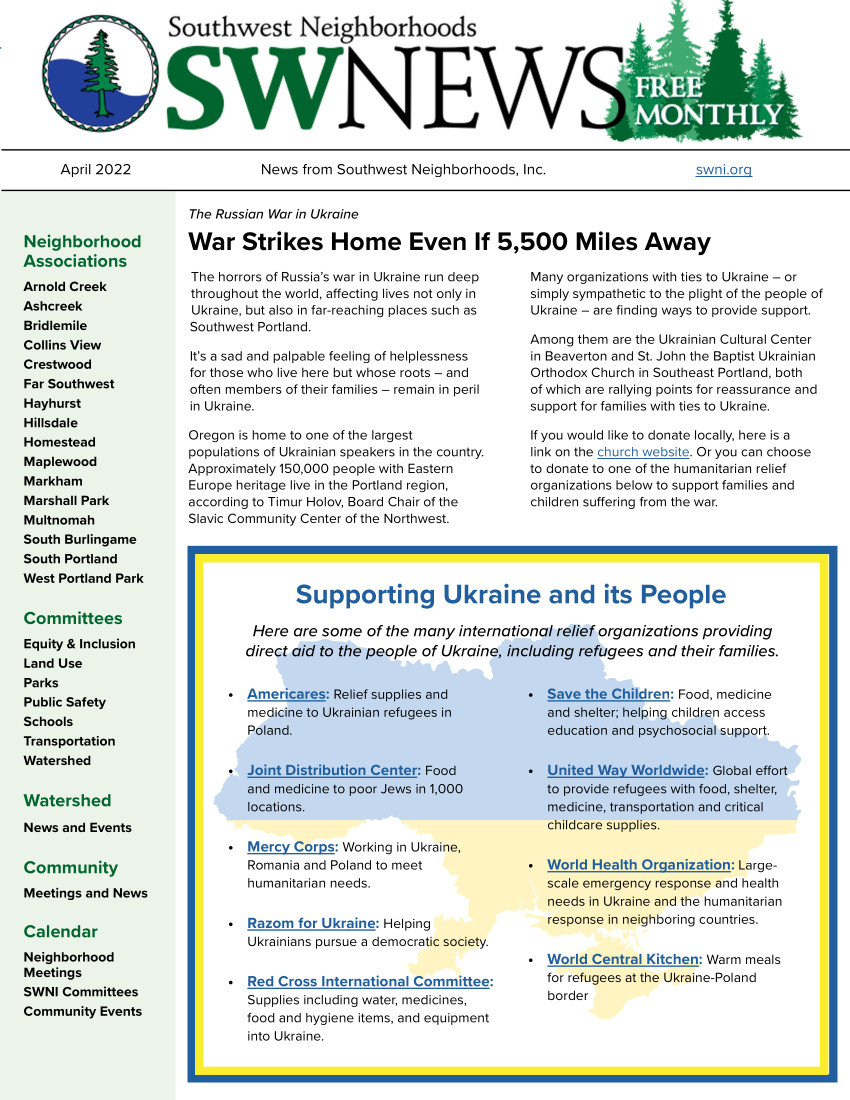 Southwest Neighborhoods
SWNEWS
FREE
MONTHLY
April 2022
News from Southwest Neighborhoods, Inc.
swni.org
Neighborhood
Associations
Arnold Creek
Ashcreek
Bridlemile
Collins View
Crestwood
Far Southwest
Hayhurst
Hillsdale
Homestead
Maplewood
Markham
Marshall Park
Multnomah
South Burlingame
South Portland
West Portland Park
Committees
Equity & Inclusion
Land Use
Parks
Public Safety
Schools
Transportation
Watershed
Watershed
News and Events
Community
Meetings and News
Calendar
Neighborhood
Meetings
SWNI Committees
Community Events
The Russian War in Ukraine
War Strikes Home Even If 5,500 Miles Away
The horrors of Russia's war in Ukraine run deep
throughout the world, affecting lives not only in
Ukraine, but also in far-reaching places such as
Southwest Portland.
It's a sad and palpable feeling of helplessness
for those who live here but whose roots – and
often members of their families – remain in peril
in Ukraine.
Oregon is home to one of the largest
populations of Ukrainian speakers in the country.
Approximately 150,000 people with Eastern
Europe heritage live in the Portland region,
according to Timur Holov, Board Chair of the
Slavic Community Center of the Northwest.
Many organizations with ties to Ukraine – or
simply sympathetic to the plight of the people of
Ukraine – are finding ways to provide support.
Among them are the Ukrainian Cultural Center
in Beaverton and St. John the Baptist Ukrainian
Orthodox Church in Southeast Portland, both
of which are rallying points for reassurance and
support for families with ties to Ukraine.
If you would like to donate locally, here is a
link on the church website. Or you can choose
to donate to one of the humanitarian relief
organizations below to support families and
children suffering from the war.
Supporting Ukraine and its People
Here are some of the many international relief organizations providing
direct aid to the people of Ukraine, including refugees and their families.
• Americares: Relief supplies and
medicine to Ukrainian refugees in
Poland.
• Joint Distribution Center: Food
and medicine to poor Jews in 1,000
locations.
• Mercy Corps: Working in Ukraine,
Romania and Poland to meet
humanitarian needs.
• Razom for Ukraine: Helping
Ukrainians pursue a democratic society.
• Red Cross International Committee:
Supplies including water, medicines,
food and hygiene items, and equipment
into Ukraine.
• Save the Children: Food, medicine
and shelter; helping children access
education and psychosocial support.
• United Way Worldwide: Global effort
to provide refugees with food, shelter,
medicine, transportation and critical
childcare supplies.
• World Health Organization: Large-
scale emergency response and health
needs in Ukraine and the humanitarian
response in neighboring countries.
• World Central Kitchen: Warm meals
for refugees at the Ukraine-Poland
border